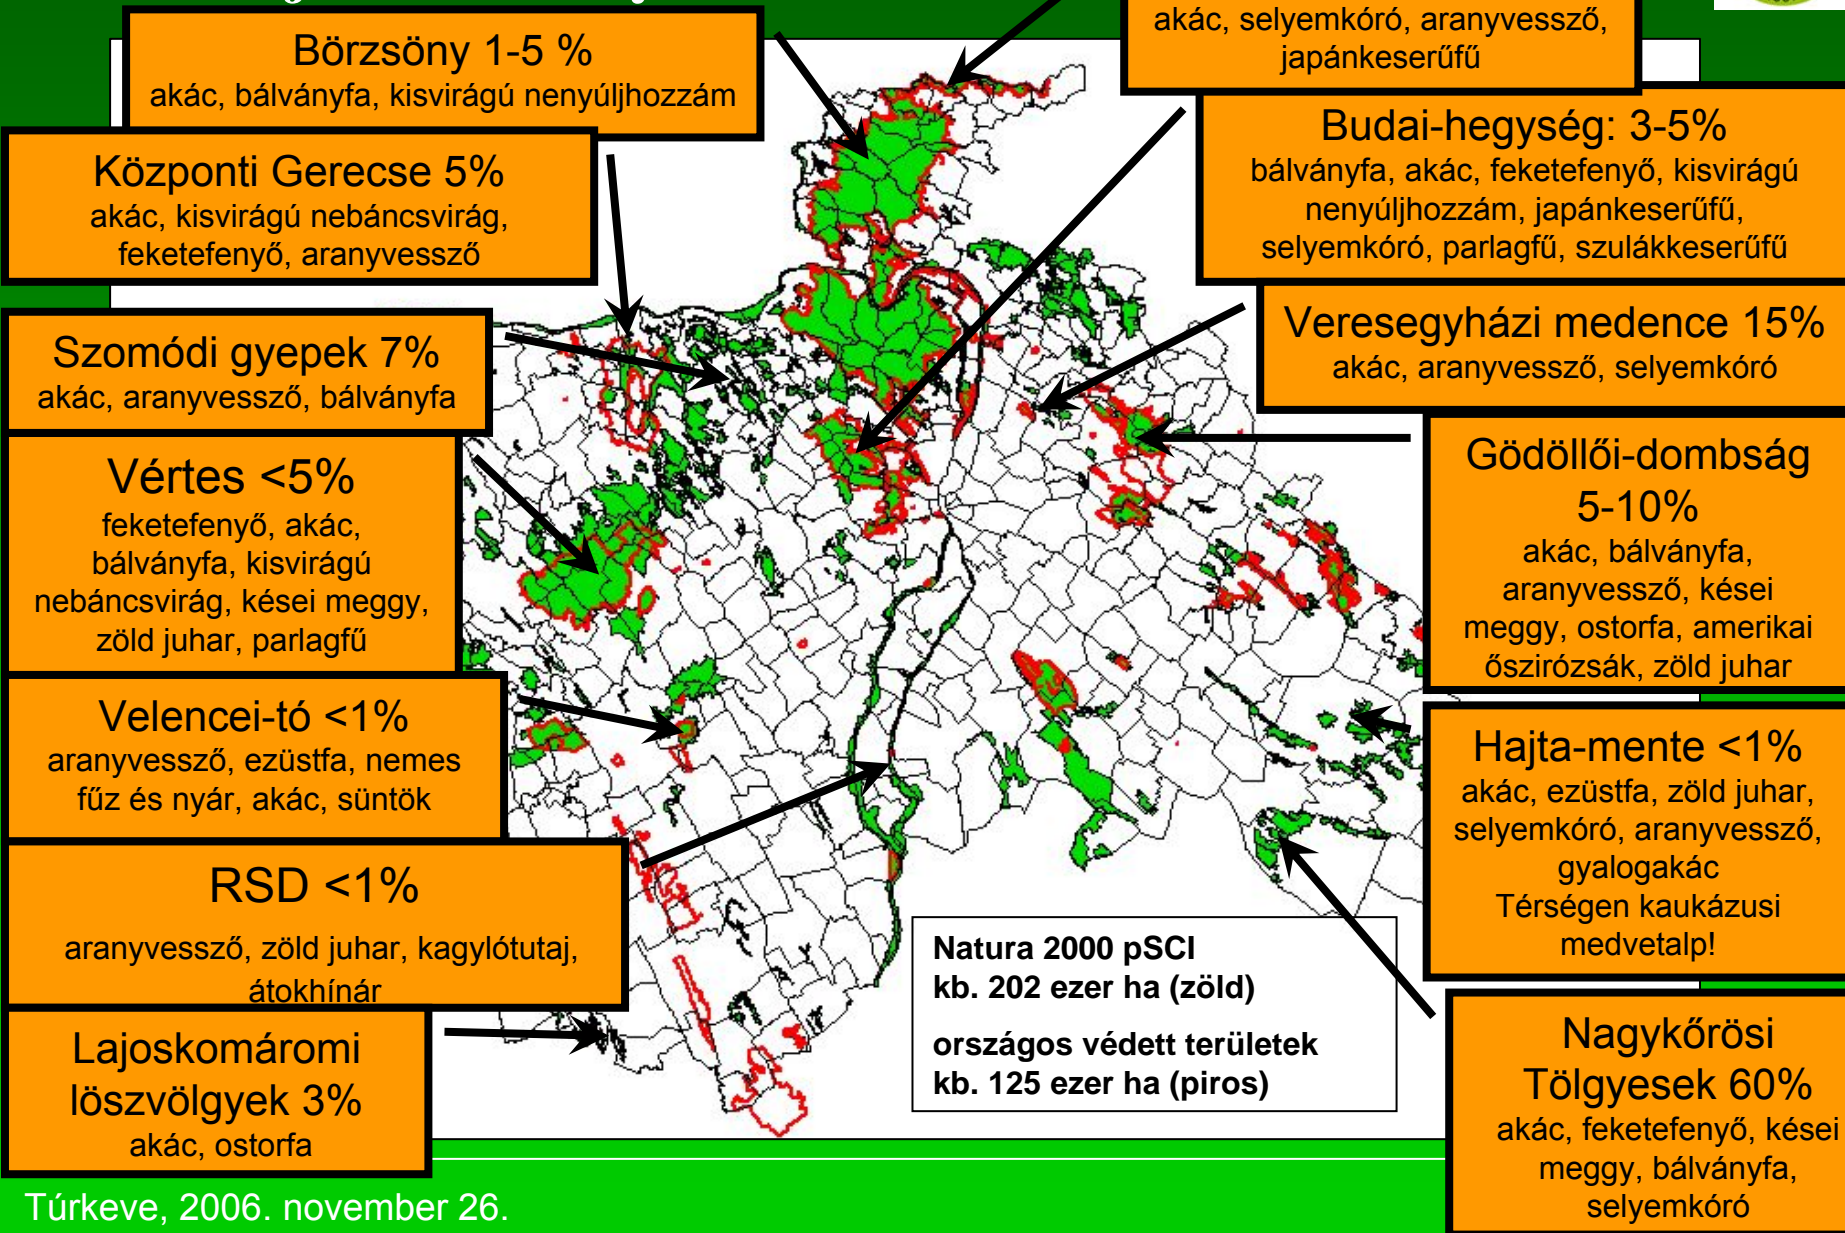 Börzsöny 1-5 %
akác, bálványfa, kisvirágú nenyúljhozzám
akác, selyemkóró, aranyvessző,
japánkeserűfű
Központi Gerecse 5%
akác, kisvirágú nebáncsvirág,
feketefenyő, aranyvessző
Budai-hegység: 3-5%
bálványfa, akác, feketefenyő, kisvirágú
nenyúljhozzám, japánkeserűfű,
selyemkóró, parlagfű, szulákkeserűfű
Szomódi gyepek 7%
akác, aranyvessző, bálványfa
Veresegyházi medence 15%
akác, aranyvessző, selyemkóró
Vértes <5%
feketefenyő, akác,
bálványfa, kisvirágú
nebáncsvirág, kései meggy,
zöld juhar, parlagfű
Gödöllői-dombság
5-10%
akác, bálványfa,
aranyvessző, kései
meggy, ostorfa, amerikai
őszirózsák, zöld juhar
Velencei-tó <1%
aranyvessző, ezüstfa, nemes
fűz és nyár, akác, süntök
Hajta-mente <1%
akác, ezüstfa, zöld juhar,
selyemkóró, aranyvessző,
gyalogakác
Térségen kaukázusi
medvetalp!
RSD <1%
aranyvessző, zöld juhar, kagylótutaj,
átokhínár
Natura 2000 pSCI
kb. 202 ezer ha (zöld)
országos védett területek
kb. 125 ezer ha (piros)
Lajoskomáromi
löszvölgyek 3%
akác, ostorfa
Nagykőrösi
Tölgyesek 60%
akác, feketefenyő, kései
meggy, bálványfa,
selyemkóró
Túrkeve, 2006. november 26.